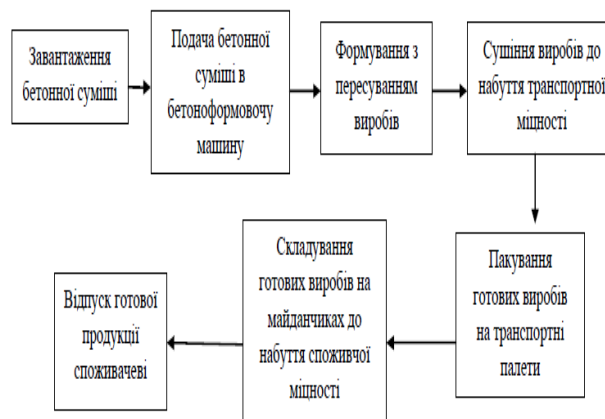 Завантаження
бетонної суміші
Подача бетонної
суміші в
бетоноформовочу
машину
Формування з
пересуванням
виробів
Сушіння виробів до
набуття транспортної
міцності
Пакування
готових виробів
на транспортні
палети
Складування
готових виробів на
майданчиках до
набуття споживчої
міцності
Відпуск готової
продукції
споживачеві